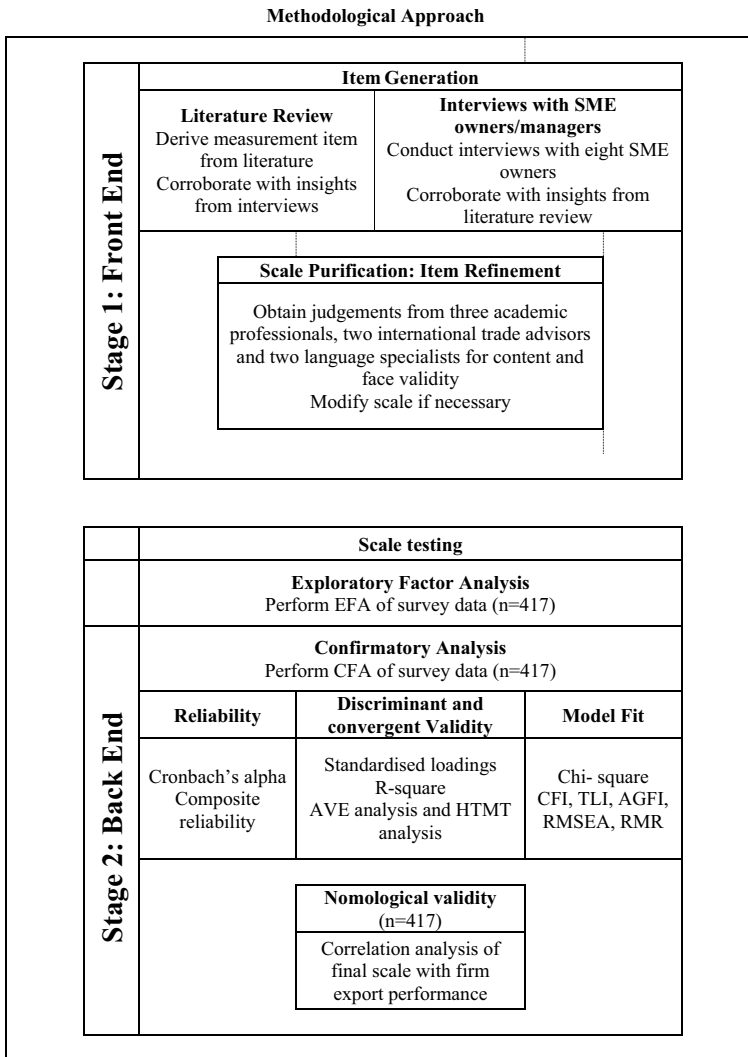 Methodological Approach
Stage 1: Front End
Item Generation
Literature Review
Derive measurement item
from literature
Corroborate with insights
from interviews
Interviews with SME
owners/managers
Conduct interviews with eight SME
owners
Corroborate with insights from
literature review
Scale Purification: Item Refinement
Obtain judgements from three academic
professionals, two international trade advisors
and two language specialists for content and
face validity
Modify scale if necessary
Stage 2: Back End
Scale testing
Exploratory Factor Analysis
Perform EFA of survey data (n=417)
Confirmatory Analysis
Perform CFA of survey data (n=417)
Reliability
Cronbach’s alpha
Composite
reliability
Discriminant and
convergent Validity
Standardised loadings
R-square
AVE analysis and HTMT
analysis
Model Fit
Chi- square
CFI, TLI, AGFI,
RMSEA, RMR
Nomological validity
(n=417)
Correlation analysis of
final scale with firm
export performance